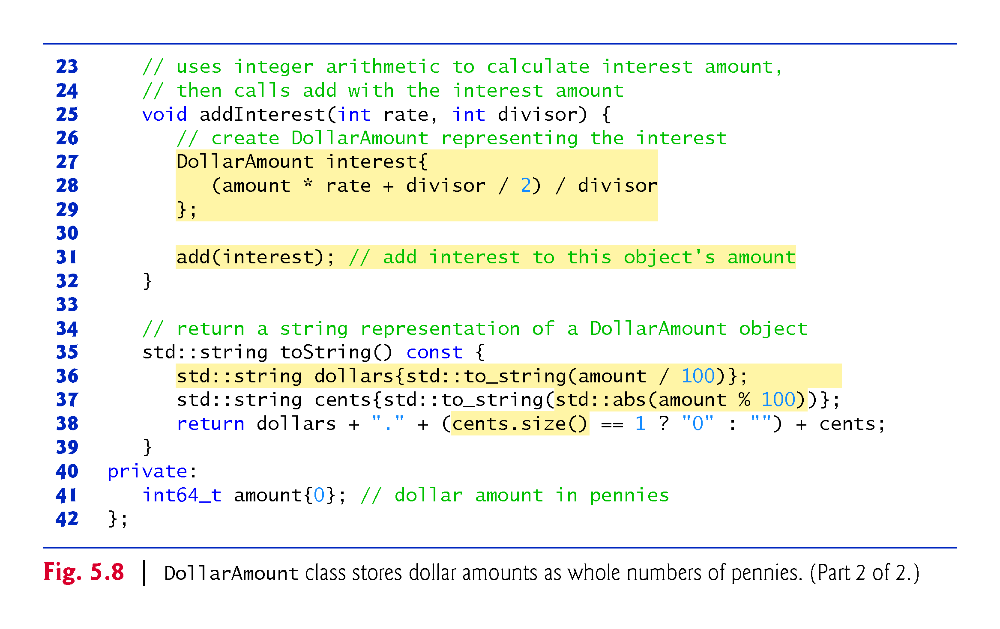 23 // uses integer arithmetic to calculate interest amount,
24 // then calls add with the interest amount
25 void addInterest(int rate, int divisor) {
26 // create DollarAmount representing the interest
27 DollarAmount interest{
28 (amount * rate + divisor / 2) / divisor
29 };
30
31 add(interest); // add interest to this object's amount
32 }
33
34 // return a string representation of a DollarAmount object
35 std::string toString() const {
36 std::string dollars{std::to_string(amount / 100)};
37 std::string cents{std::to_string(std::abs(amount % 100))};
38 return dollars + "." + (cents.size() == 1 ? "0" : "") + cents;
39 }
40 private:
41 int64_t amount{0}; // dollar amount in pennies
42 };
Fig. 5.8 | DollarAmount class stores dollar amounts as whole numbers of pennies. (Part 2 of 2.)